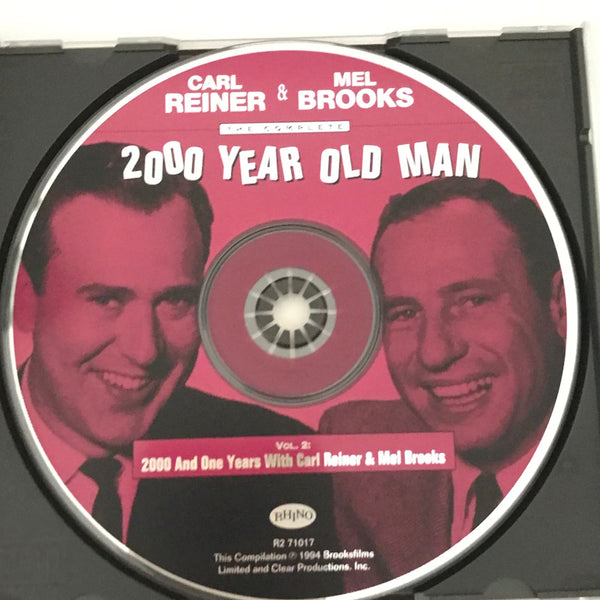 CARL MEL
REINER & BROOKS
THE COMPLETE
2000 YEAR OLD MAN
VOL. 2:
2000 And One Years With Carl Reiner & Mel Brooks
RHINO
R2 71017
This Compilation ℗ 1994 Brooksfilms
Limited and Clear Productions, Inc.